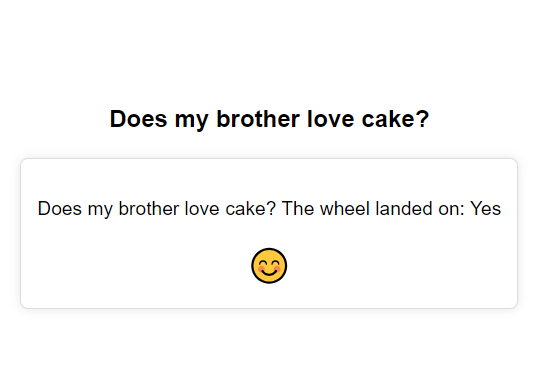 Does my brother love cake?
Does my brother love cake? The wheel landed on: Yes